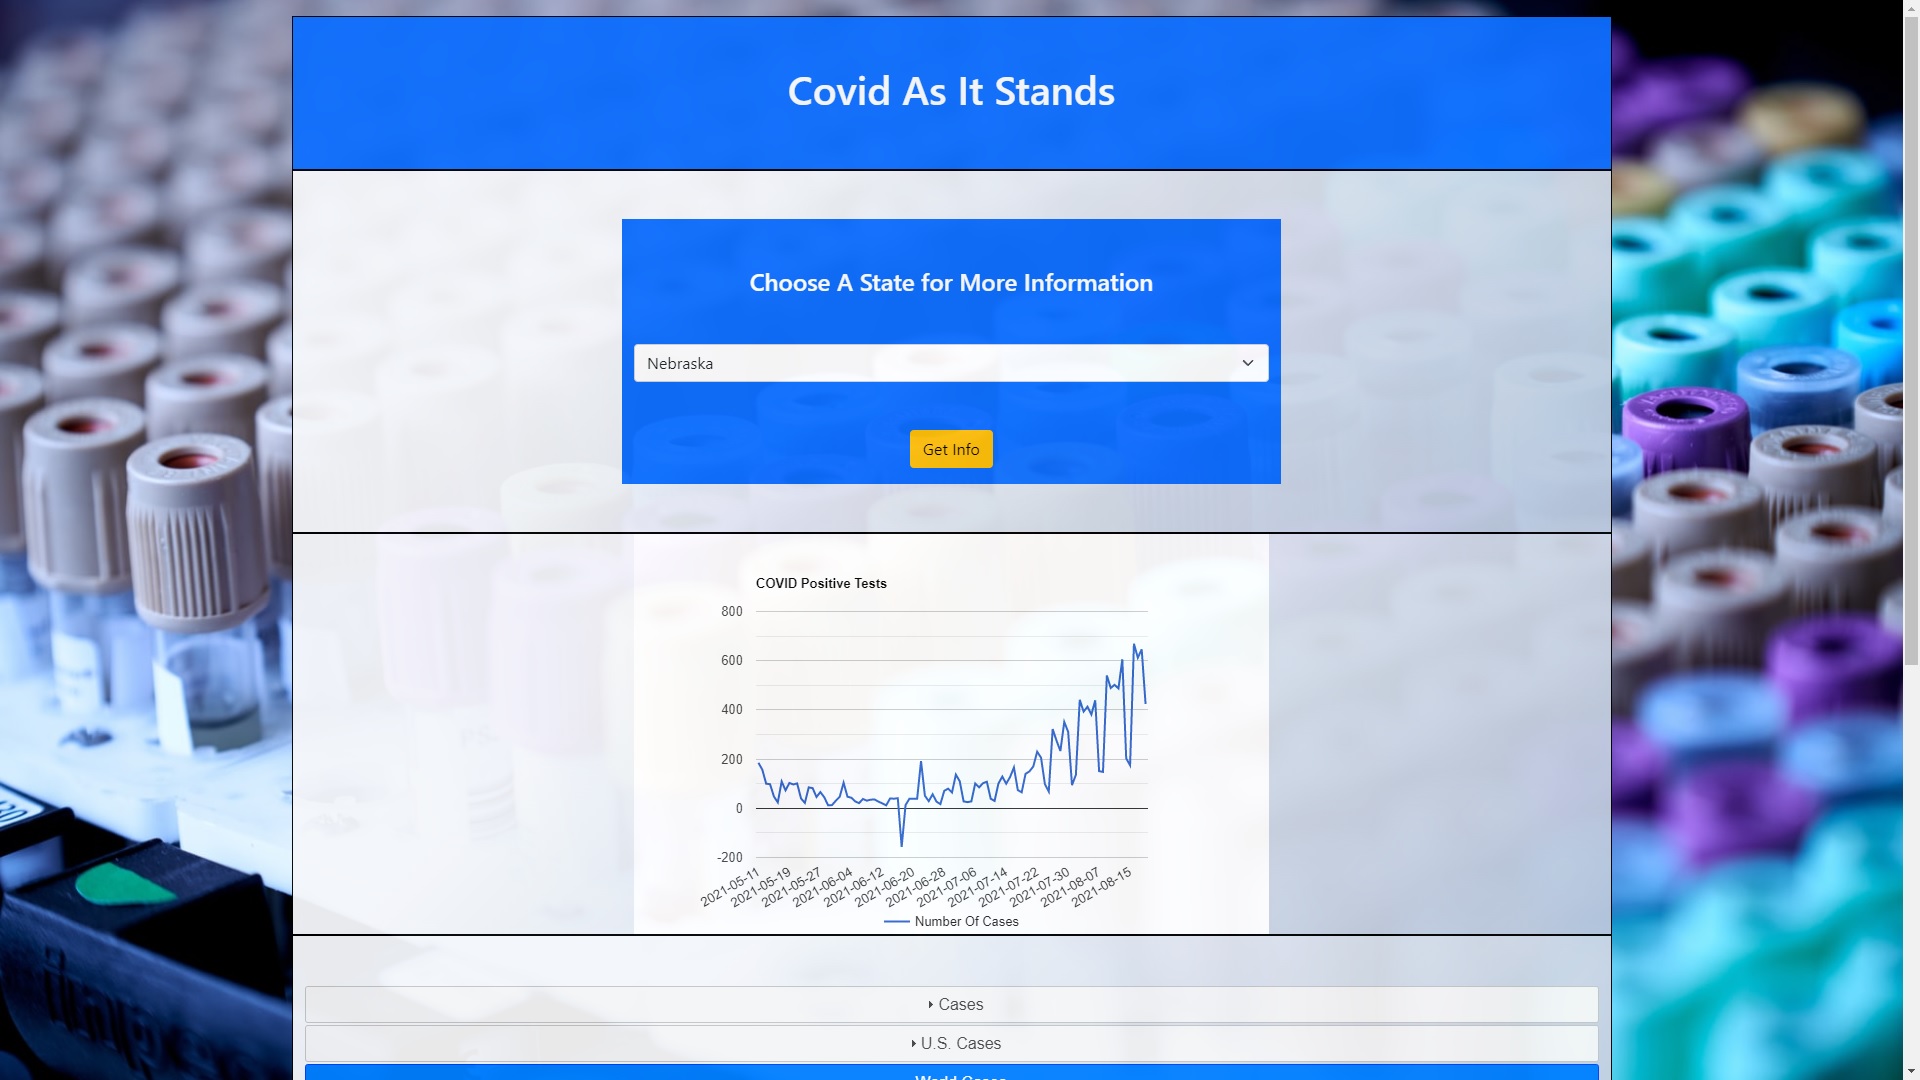 Covid As It Stands
Choose A State for More Information
Nebraska
Get Info
COVID Positive Tests
800
600
400
200
0
-200
2021-05-11
2021-05-19
2021-05-27
2021-06-04
2021-06-12
2021-06-20
2021-06-28
2021-07-06
2021-07-14
2021-07-22
2021-07-30
2021-08-07
2021-08-15
Number Of Cases
Cases
U.S. Cases
World Cases